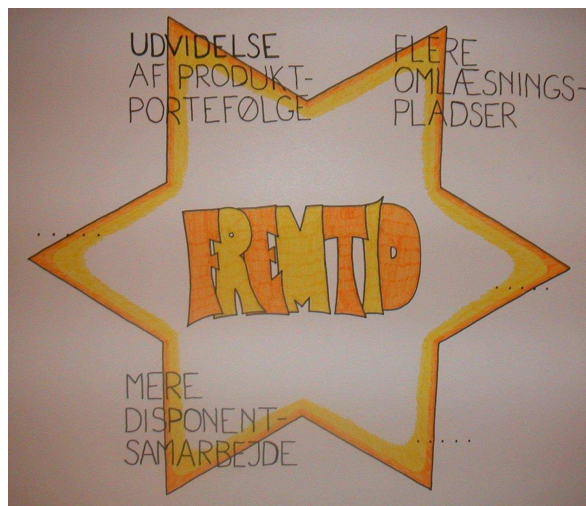 UDVIDELSE
AF PRODUKT-
PORTEFØLGE
FLERE
OMLÆSNINGS-
PLADSER
.....
FREMTID
.....
MERE
DISPONENT-
SAMARBEJDE
.....